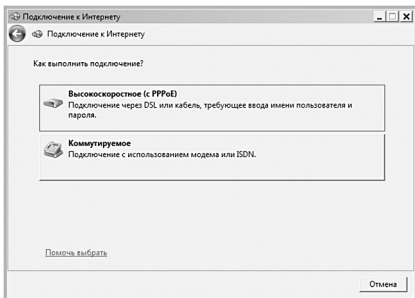 Подключение к Интернету
Подключение к Интернету
Как выполнить подключение?
Высокоскоростное (с PPPoE)
Подключение через DSL или кабель, требующее ввода имени пользователя и
пароля.
Коммутируемое
Подключение с использованием модема или ISDN.
Помочь выбрать
Отмена